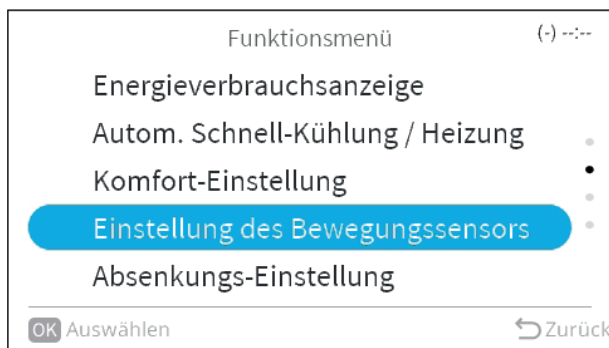 Funktionsmenü
(-) --:--
Energieverbrauchsanzeige
Autom. Schnell-Kühlung / Heizung
Komfort-Einstellung
Einstellung des Bewegungssensors
Absenkungs-Einstellung
OK Auswählen
Zurück